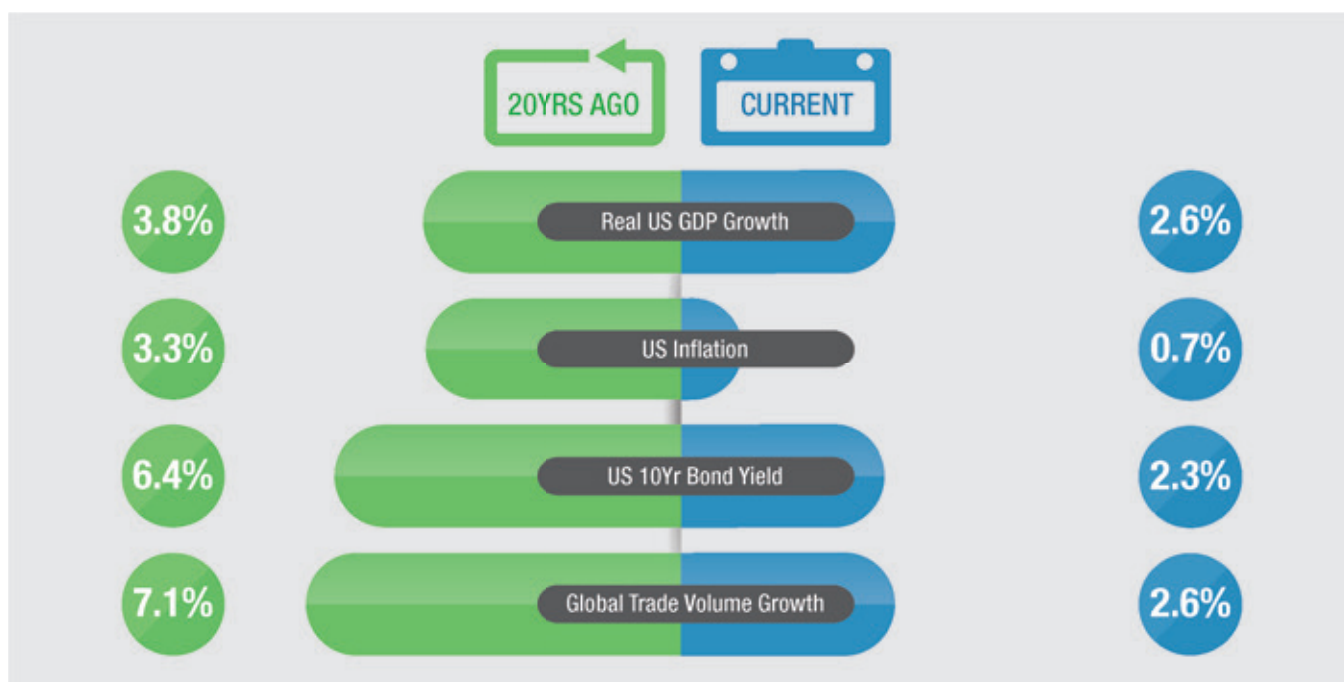 20YRS AGO
CURRENT
3.8%
Real US GDP Growth
2.6%
3.3%
US Inflation
0.7%
6.4%
US 10Yr Bond Yield
2.3%
7.1%
Global Trade Volume Growth
2.6%